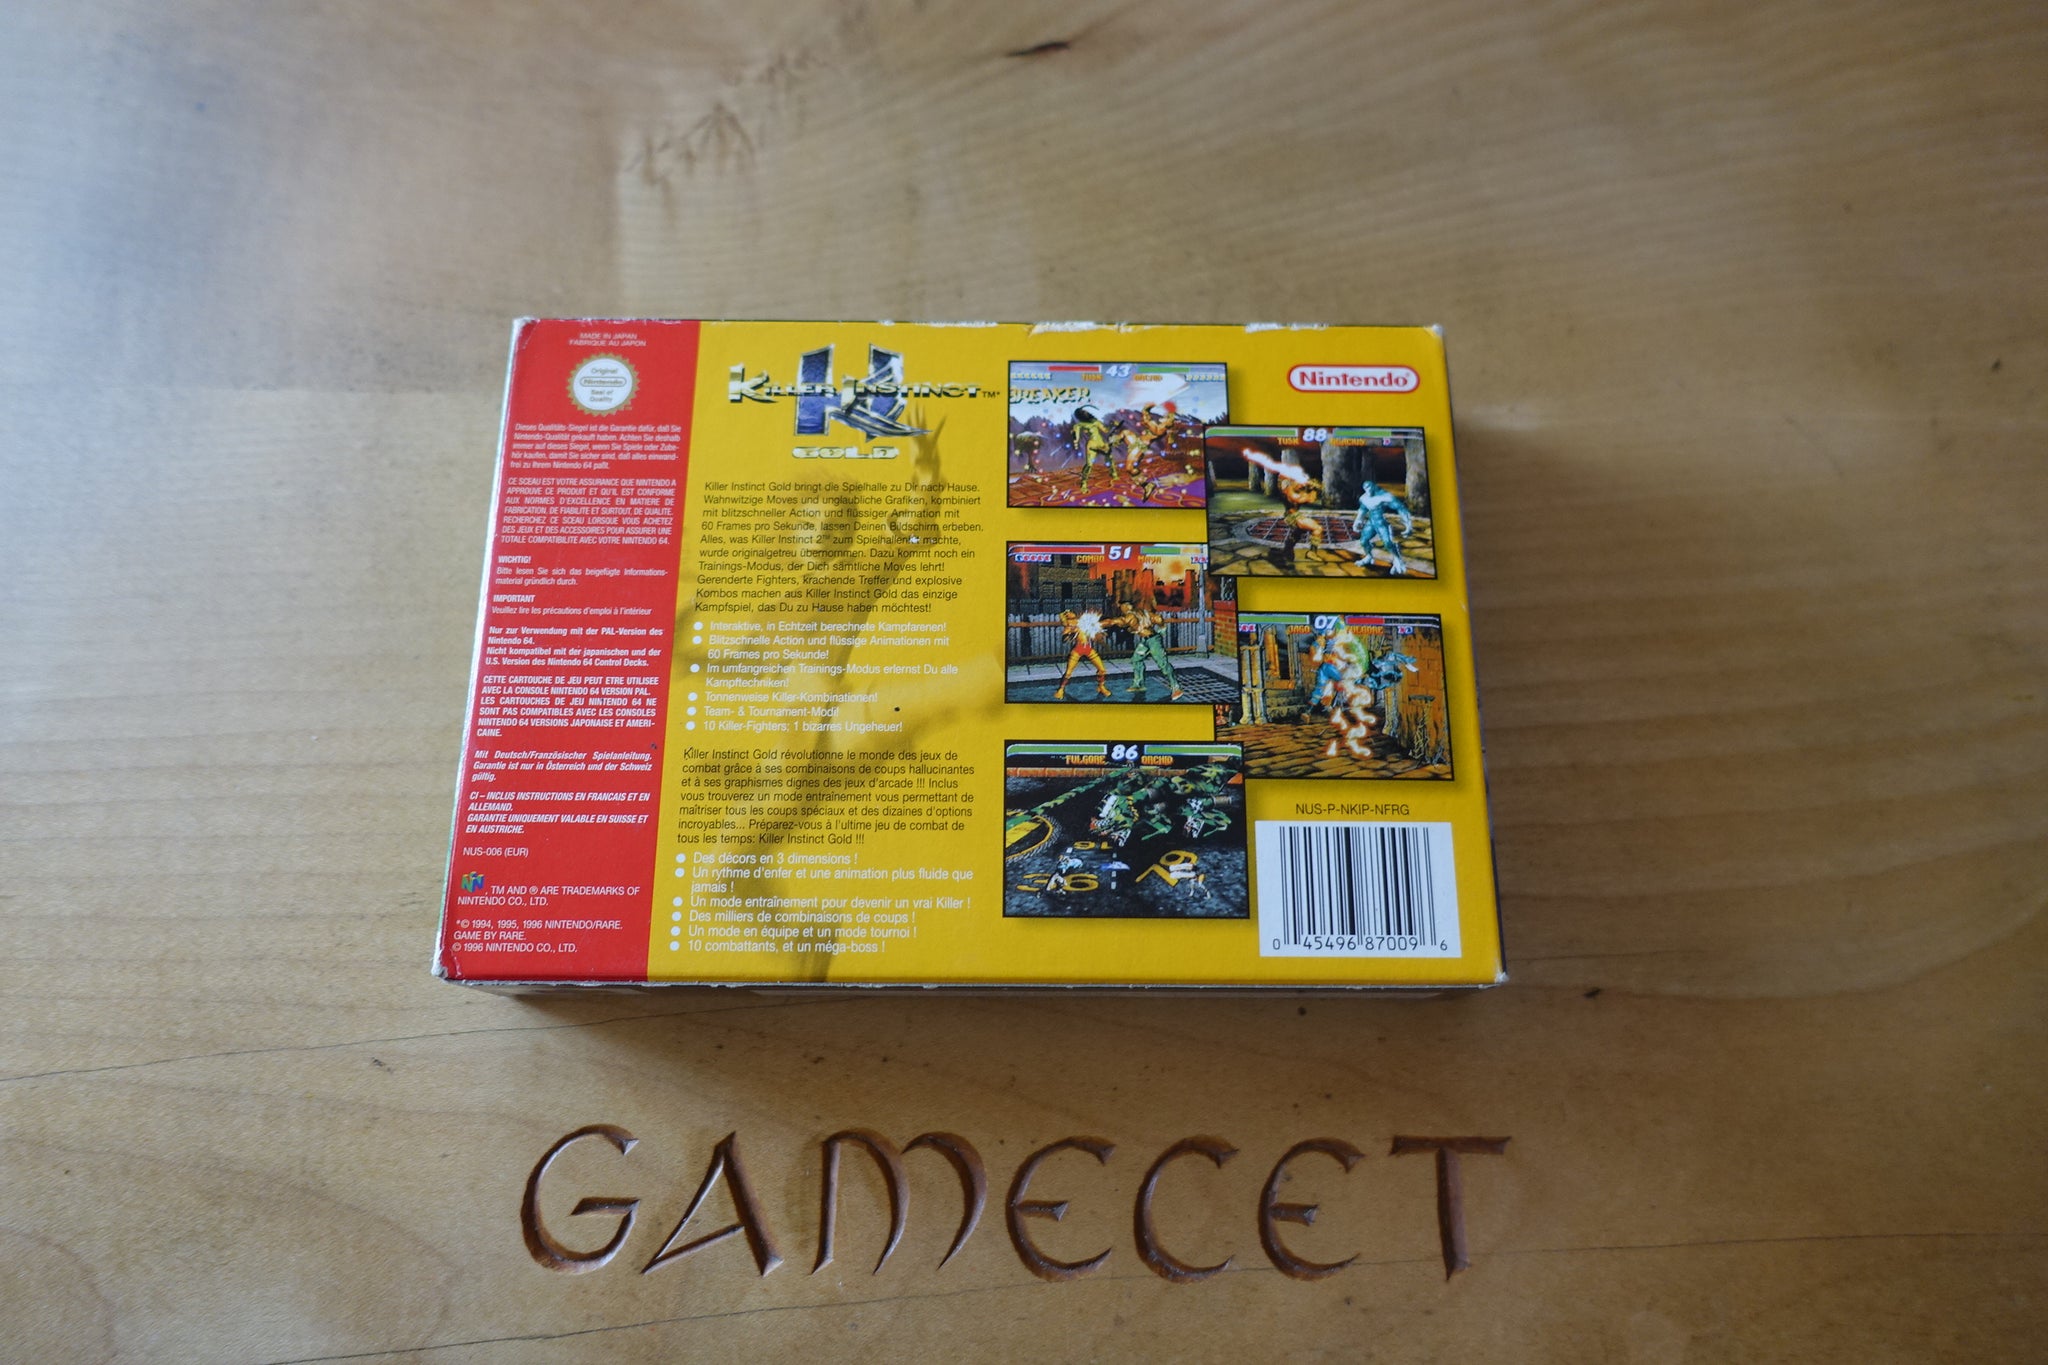 MADE IN JAPAN
FABRIQUE AU JAPON
Original
Nintendo
Seal of
Quality
Dieses Qualitäts-Siegel ist die Garantie dafür, daß Sie
Nintendo-Qualität gekauft haben. Achten Sie deshalb
immer auf dieses Siegel, wenn Sie Spiele oder Zube-
hör kaufen, damit Sie sicher sind, daß alles einwand-
frei zu Ihrem Nintendo 64 paßt.
CE SCEAU EST VOTRE ASSURANCE QUE NINTENDO A
APPROUVE CE PRODUIT ET QU'IL EST CONFORME
AUX NORMES D'EXCELLENCE EN MATIERE DE
FABRICATION, DE FIABILITE ET SURTOUT, DE QUALITE.
RECHERCHEZ CE SCEAU LORSQUE VOUS ACHETEZ
DES JEUX ET DES ACCESSOIRES POUR ASSURER UNE
TOTALE COMPATIBILITE AVEC VOTRE NINTENDO 64.
WICHTIG!
Bitte lesen Sie sich das beigefügte Informations-
material gründlich durch.
IMPORTANT
Veuillez lire les précautions d'emploi à l'intérieur
Nur zur Verwendung mit der PAL-Version des
Nintendo 64.
Nicht kompatibel mit der japanischen und der
U.S. Version des Nintendo 64 Control Decks.
CETTE CARTOUCHE DE JEU PEUT ETRE UTILISEE
AVEC LA CONSOLE NINTENDO 64 VERSION PAL.
LES CARTOUCHES DE JEU NINTENDO 64 NE
SONT PAS COMPATIBLES AVEC LES CONSOLES
NINTENDO 64 VERSIONS JAPONAISE ET AMERI-
CAINE.
Mit Deutsch/Französischer Spielanleitung.
Garantie ist nur in Österreich und der Schweiz
gültig.
CI – INCLUS INSTRUCTIONS EN FRANCAIS ET EN
ALLEMAND.
GARANTIE UNIQUEMENT VALABLE EN SUISSE ET
EN AUSTRICHE.
NUS-006 (EUR)
, TM AND ® ARE TRADEMARKS OF
NINTENDO CO., LTD.
*© 1994, 1995, 1996 NINTENDO/RARE.
GAME BY RARE.
© 1996 NINTENDO CO., LTD.
KILLER INSTINCT™*
GOLD
Killer Instinct Gold bringt die Spielhalle zu Dir nach Hause.
Wahnwitzige Moves und unglaubliche Grafiken, kombiniert
mit blitzschneller Action und flüssiger Animation mit
60 Frames pro Sekunde, lassen Deinen Bildschirm erbeben.
Alles, was Killer Instinct 2™ zum Spielhallenhit machte,
wurde originalgetreu übernommen. Dazu kommt noch ein
Trainings-Modus, der Dich sämtliche Moves lehrt!
Gerenderte Fighters, krachende Treffer und explosive
Kombos machen aus Killer Instinct Gold das einzige
Kampfspiel, das Du zu Hause haben möchtest!
● Interaktive, in Echtzeit berechnete Kampfarenen!
● Blitzschnelle Action und flüssige Animationen mit
60 Frames pro Sekunde!
● Im umfangreichen Trainings-Modus erlernst Du alle
Kampftechniken!
● Tonnenweise Killer-Kombinationen!
● Team- & Tournament-Modi!
● 10 Killer-Fighters; 1 bizarres Ungeheuer!
Killer Instinct Gold révolutionne le monde des jeux de
combat grâce à ses combinaisons de coups hallucinantes
et à ses graphismes dignes des jeux d'arcade !!! Inclus
vous trouverez un mode entraînement vous permettant de
maîtriser tous les coups spéciaux et des dizaines d'options
incroyables... Préparez-vous à l'ultime jeu de combat de
tous les temps: Killer Instinct Gold !!!
● Des décors en 3 dimensions !
● Un rythme d'enfer et une animation plus fluide que
jamais !
● Un mode entraînement pour devenir un vrai Killer !
● Des milliers de combinaisons de coups !
● Un mode en équipe et un mode tournoi !
● 10 combattants, et un méga-boss !
43
TUSK ORCHID
BREAKER
Nintendo
88
TUSK GLACIUS
51
COMBO MAYA
07
JAGO FULGORE
86
FULGORE ORCHID
NUS-P-NKIP-NFRG
0 45496 87009 6
GAMECET